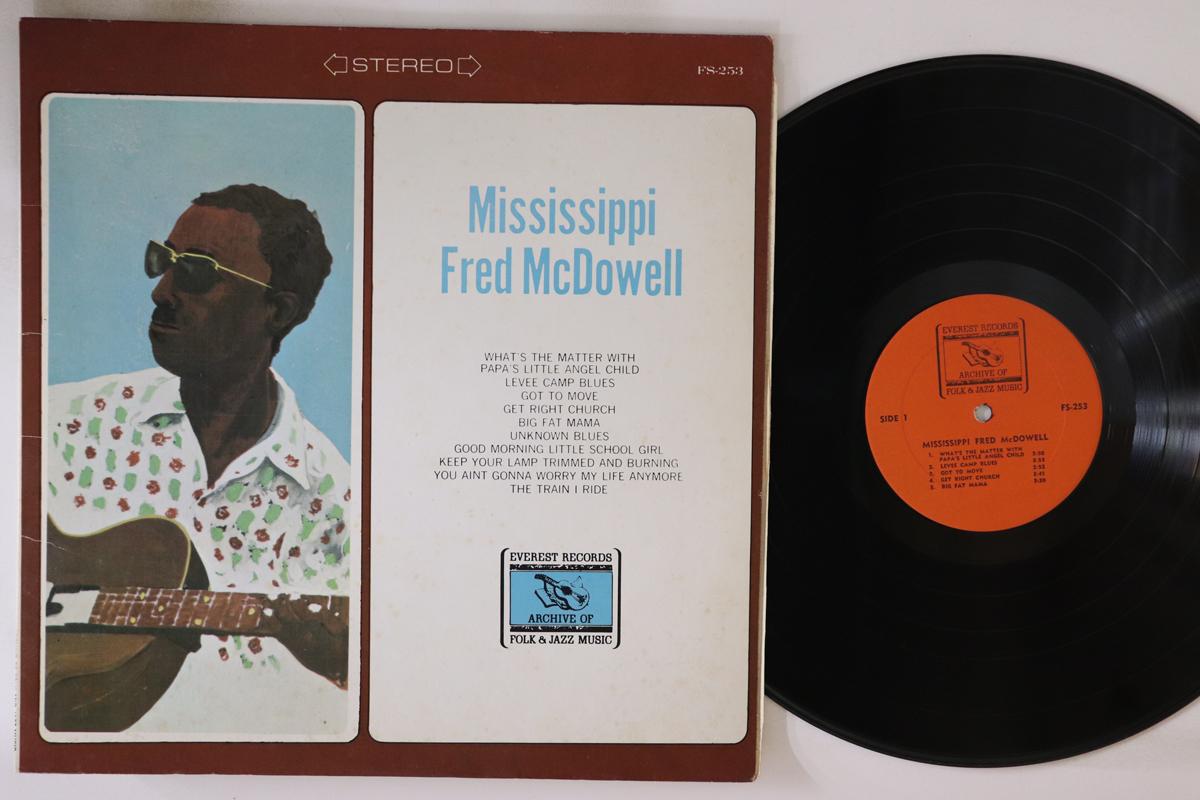 STEREO
FS-253
Mississippi
Fred McDowell
WHAT'S THE MATTER WITH
PAPA'S LITTLE ANGEL CHILD
LEVEE CAMP BLUES
GOT TO MOVE
GET RIGHT CHURCH
BIG FAT MAMA
UNKNOWN BLUES
GOOD MORNING LITTLE SCHOOL GIRL
KEEP YOUR LAMP TRIMMED AND BURNING
YOU AINT GONNA WORRY MY LIFE ANYMORE
THE TRAIN I RIDE
EVEREST RECORDS
ARCHIVE OF
FOLK & JAZZ MUSIC
EVEREST RECORDS
ARCHIVE OF
FOLK & JAZZ MUSIC
SIDE 1
FS-253
MISSISSIPPI FRED McDOWELL
1. WHAT'S THE MATTER WITH
PAPA'S LITTLE ANGEL CHILD
2. LEVEE CAMP BLUES
3. GOT TO MOVE
4. GET RIGHT CHURCH
5. BIG FAT MAMA